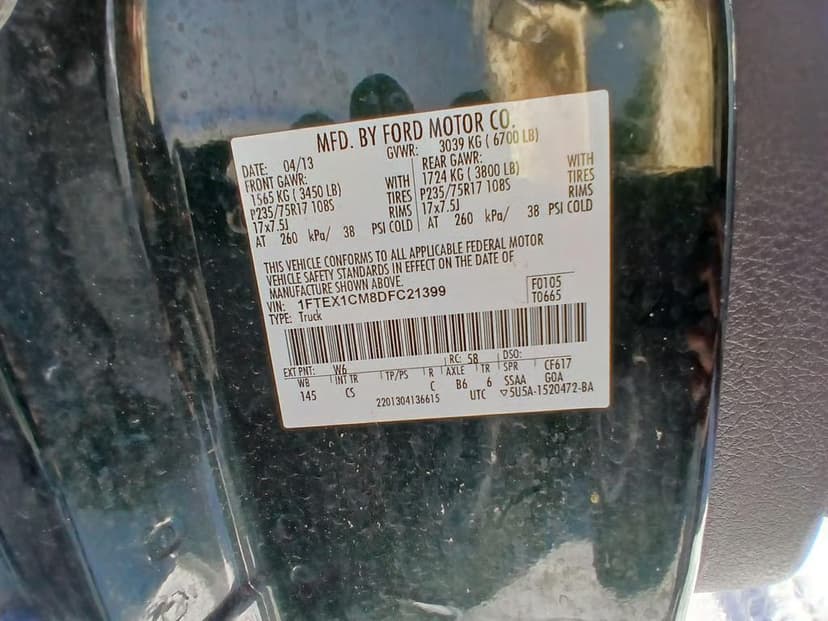 MFD. BY FORD MOTOR CO.
DATE: 04/13 GVWR: 3039 KG ( 6700 LB)
FRONT GAWR: REAR GAWR:
1565 KG ( 3450 LB) WITH 1724 KG ( 3800 LB) WITH
P235/75R17 108S TIRES P235/75R17 108S TIRES
17x7.5J RIMS 17x7.5J RIMS
AT 260 kPa/ 38 PSI COLD AT 260 kPa/ 38 PSI COLD
THIS VEHICLE CONFORMS TO ALL APPLICABLE FEDERAL MOTOR
VEHICLE SAFETY STANDARDS IN EFFECT ON THE DATE OF
MANUFACTURE SHOWN ABOVE.
VIN: 1FTEX1CM8DFC21399 F0105
TYPE: Truck T0665
EXT PNT: W6 RC: 58 DSO:
WB INT TR TP/PS R AXLE TR SPR CF617
145 CS C B6 6 SSAA GOA
2201304136615 UTC ▽5U5A-1520472-BA